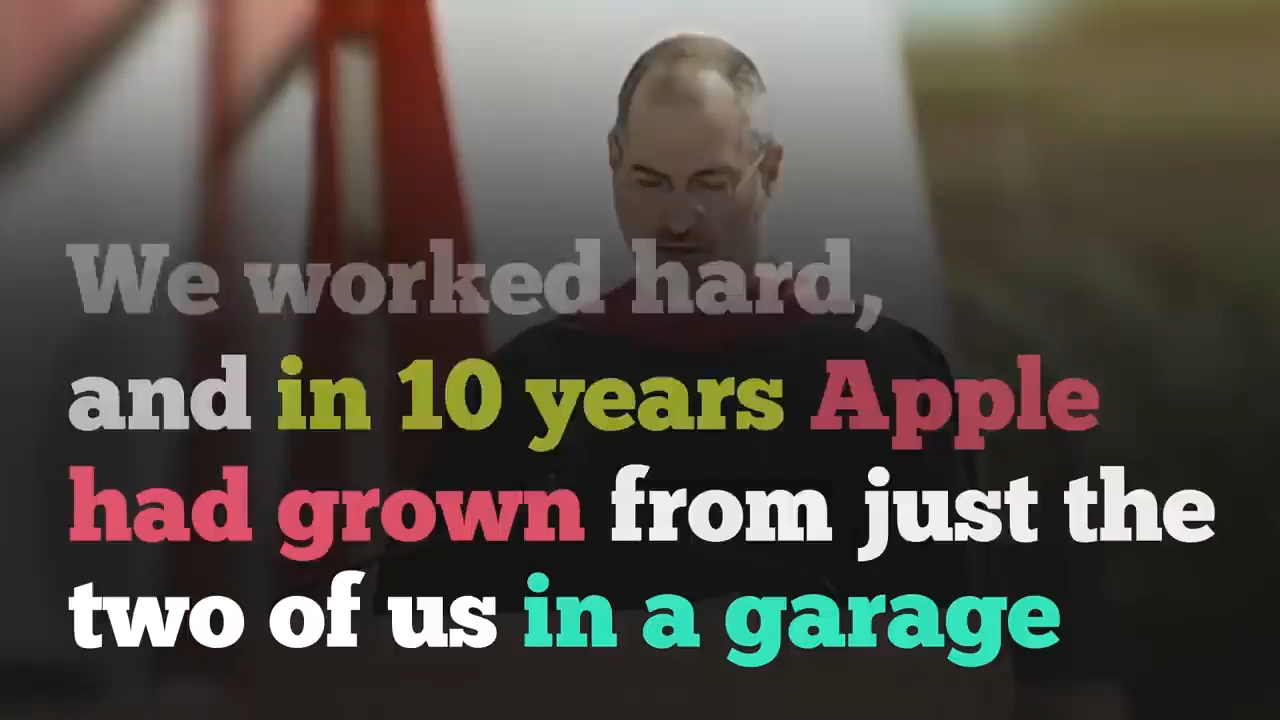 We worked hard,
and in 10 years Apple
had grown from just the
two of us in a garage